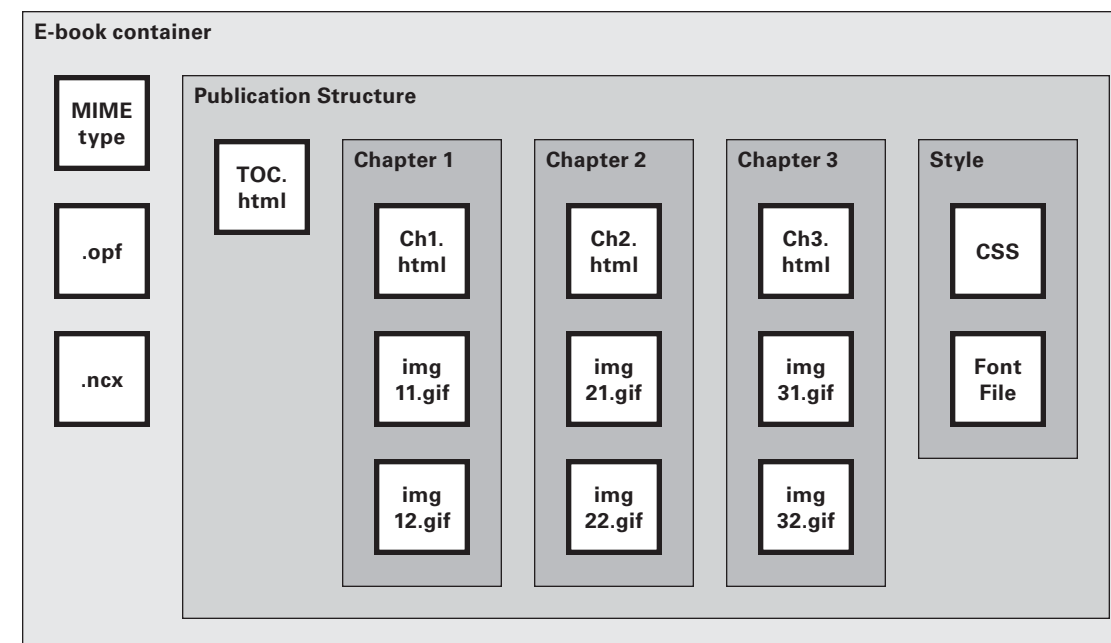 E-book container
MIME
type
.opf
.ncx
Publication Structure
TOC.
html
Chapter 1
Ch1.
html
img
11.gif
img
12.gif
Chapter 2
Ch2.
html
img
21.gif
img
22.gif
Chapter 3
Ch3.
html
img
31.gif
img
32.gif
Style
CSS
Font
File